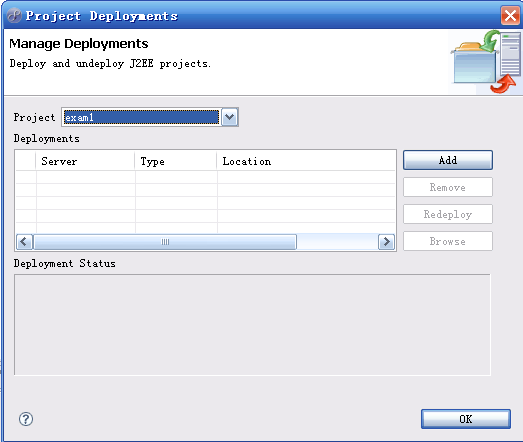 Project Deployments
Manage Deployments
Deploy and undeploy J2EE projects.
Project exam1
Deployments
Server Type Location
Add
Remove
Redeploy
Browse
Deployment Status
?
OK